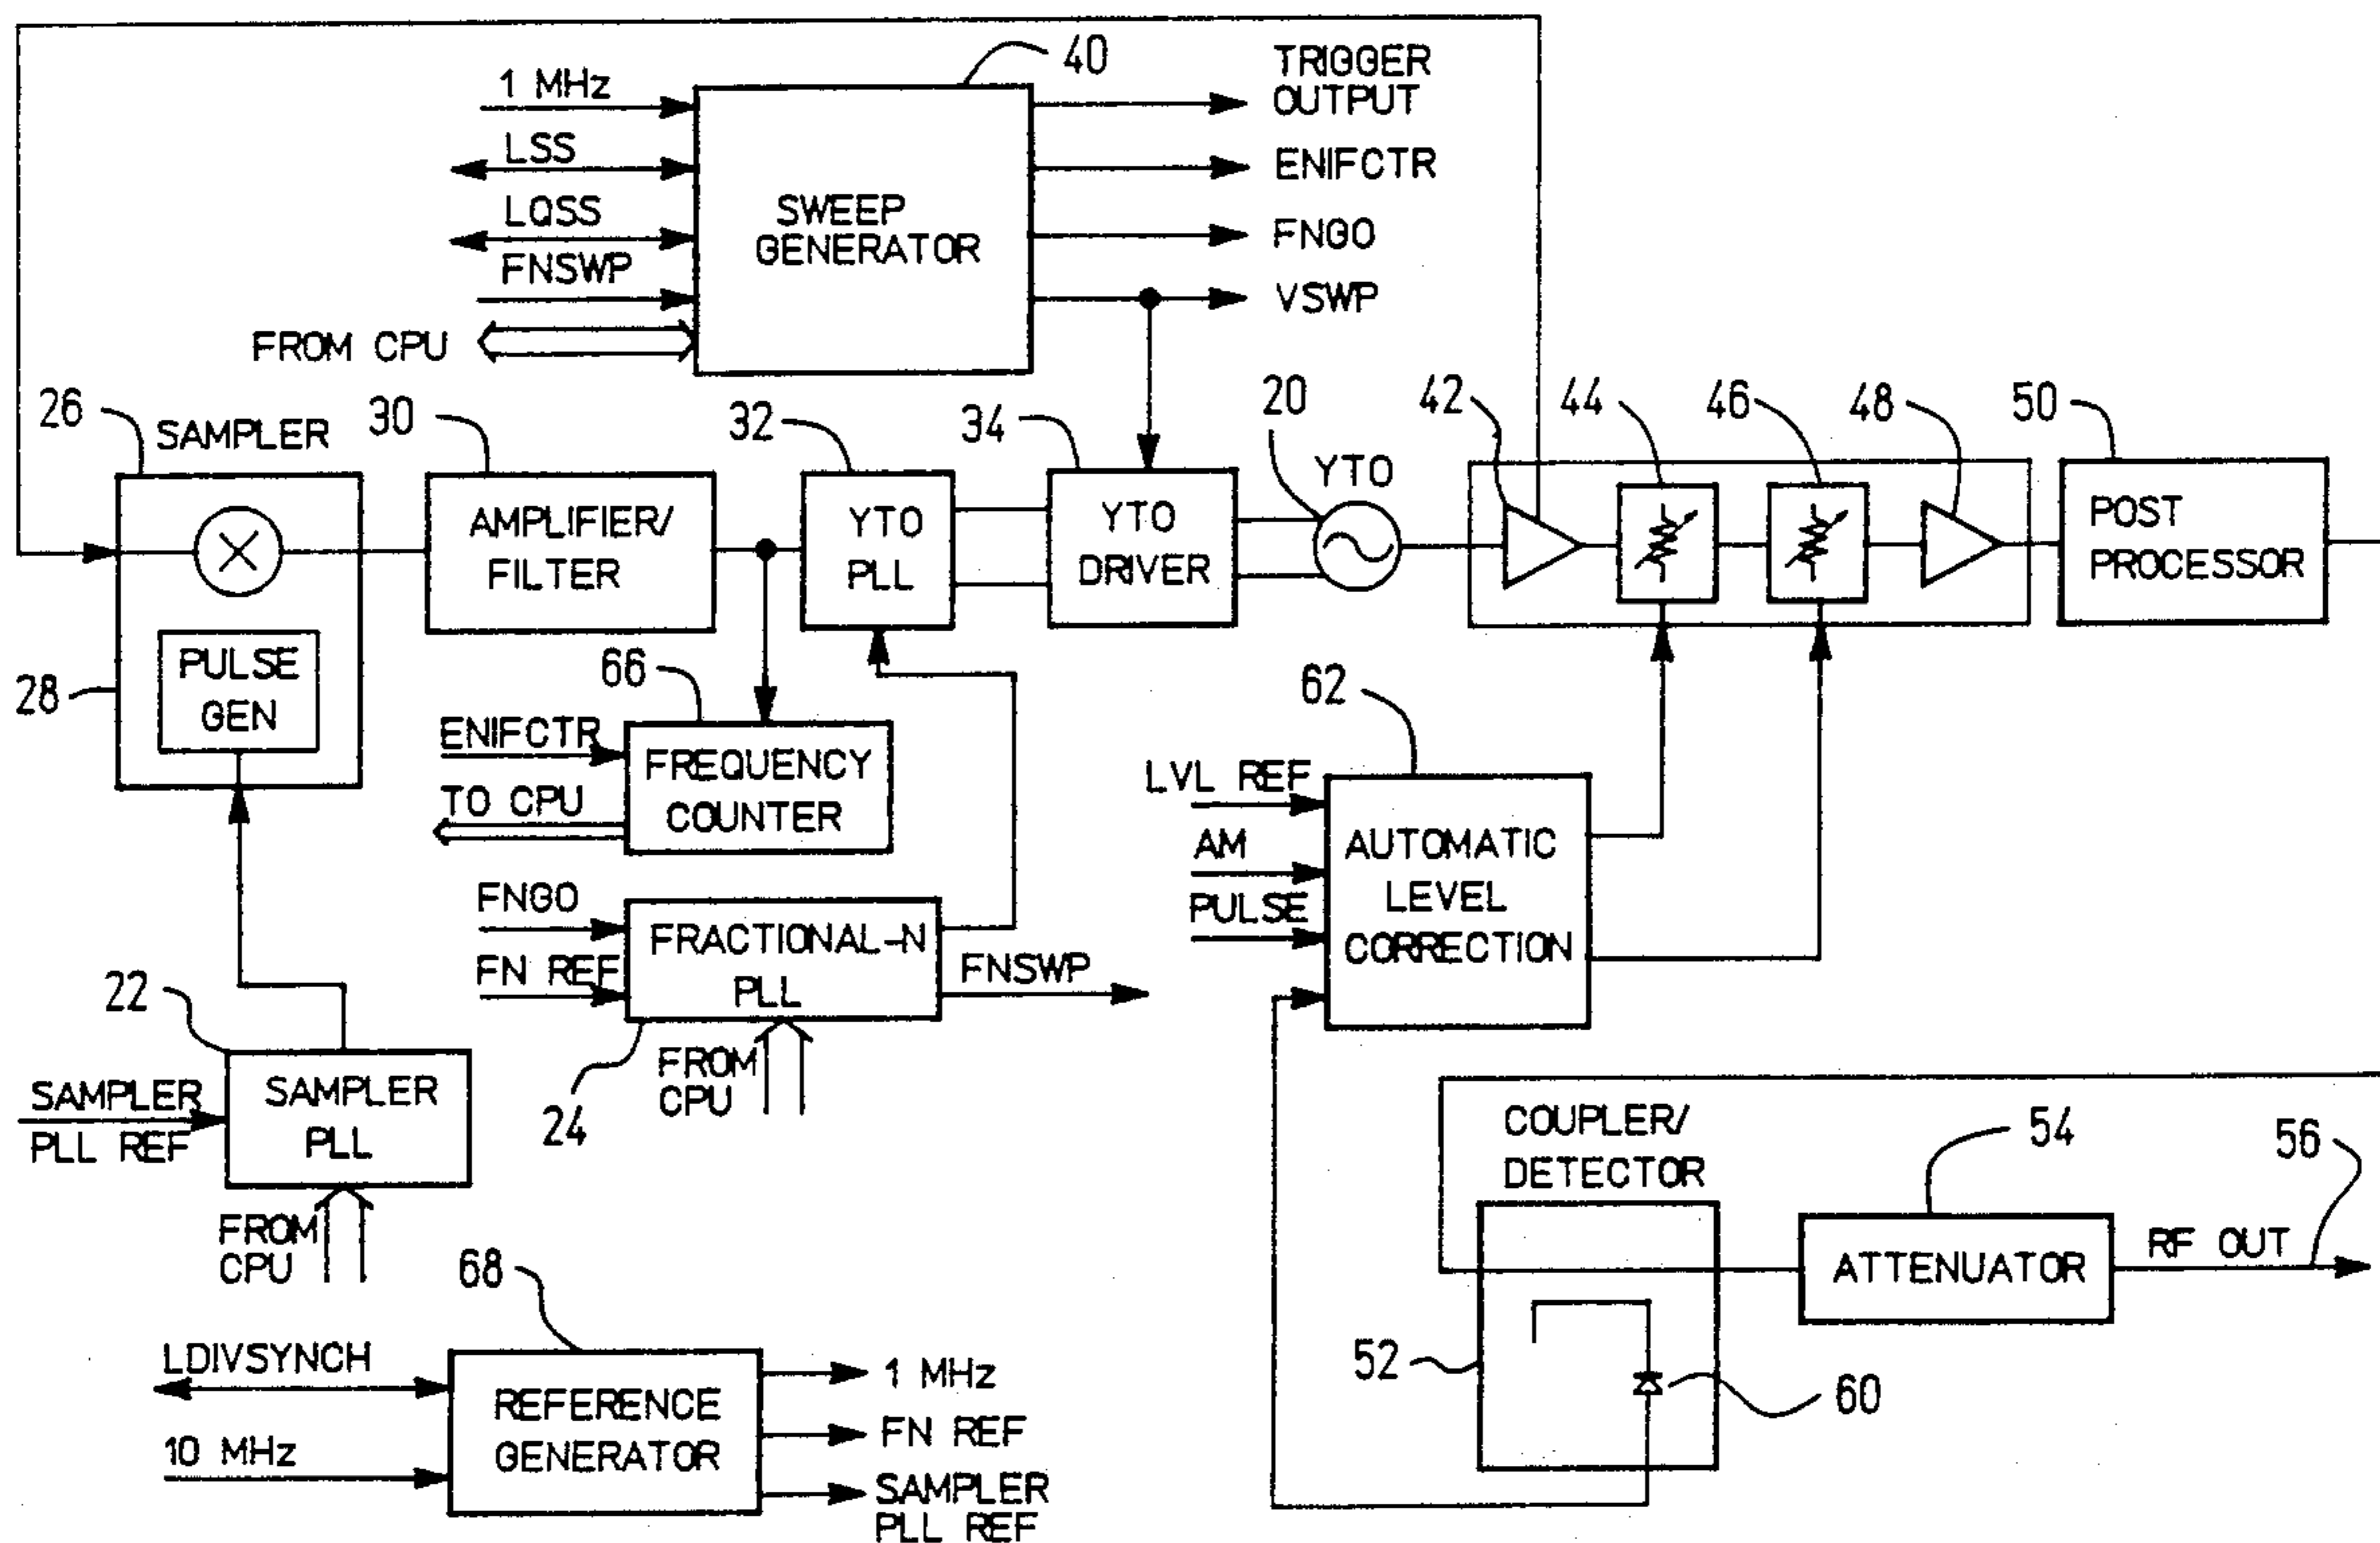 40
1 MHz
TRIGGER
OUTPUT
LSS
ENIFCTR
LQSS
SWEEP
GENERATOR
FNGO
FNSWP
VSWP
FROM CPU
26
SAMPLER
30
32
34
20
YTO
42
44
46
48
50
AMPLIFIER/
FILTER
YTO
PLL
YTO
DRIVER
POST
PROCESSOR
28
PULSE
GEN
66
62
ENIFCTR
FREQUENCY
COUNTER
TO CPU
LVL REF
AM
PULSE
AUTOMATIC
LEVEL
CORRECTION
FNGO
FN REF
FRACTIONAL-N
PLL
FNSWP
24
FROM
CPU
22
SAMPLER
PLL REF
SAMPLER
PLL
FROM
CPU
COUPLER/
DETECTOR
54
56
ATTENUATOR
RF OUT
52
60
68
LDIVSYNCH
10 MHz
REFERENCE
GENERATOR
1 MHz
FN REF
SAMPLER
PLL REF